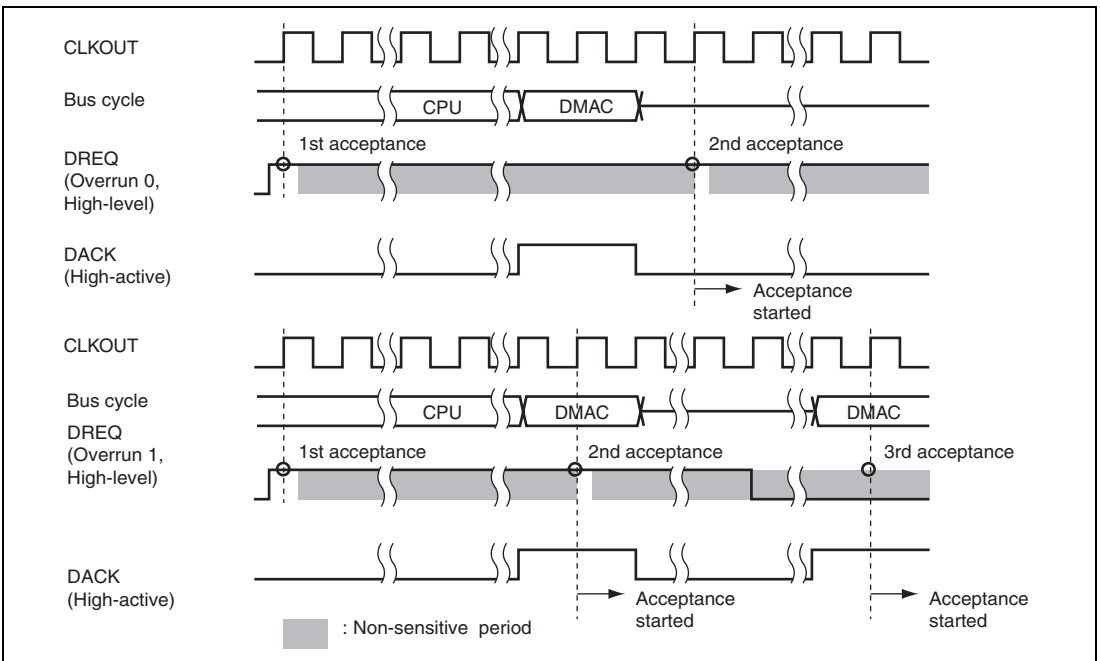 CLKOUT
Bus cycle
CPU
DMAC
DREQ
(Overrun 0,
High-level)
1st acceptance
2nd acceptance
DACK
(High-active)
Acceptance
started
CLKOUT
Bus cycle
CPU
DMAC
DMAC
DREQ
(Overrun 1,
High-level)
1st acceptance
2nd acceptance
3rd acceptance
DACK
(High-active)
Acceptance
started
Acceptance
started
: Non-sensitive period